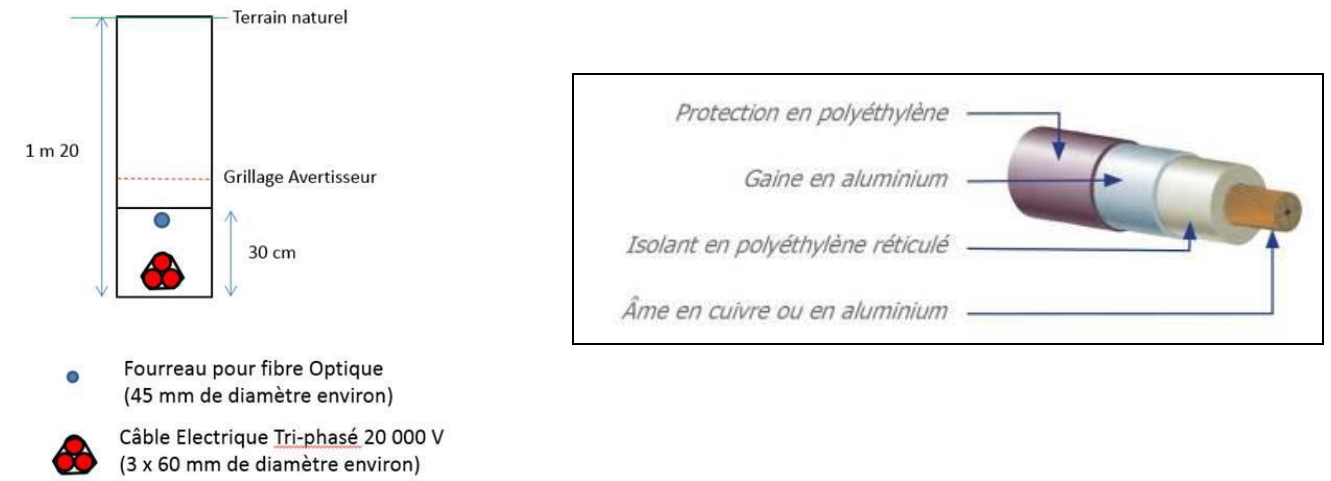 Terrain naturel
1 m 20
Grillage Avertisseur
30 cm
Fourreau pour fibre Optique
(45 mm de diamètre environ)
Câble Electrique Tri-phasé 20 000 V
(3 x 60 mm de diamètre environ)
Protection en polyéthylène
Gaine en aluminium
Isolant en polyéthylène réticulé
Âme en cuivre ou en aluminium